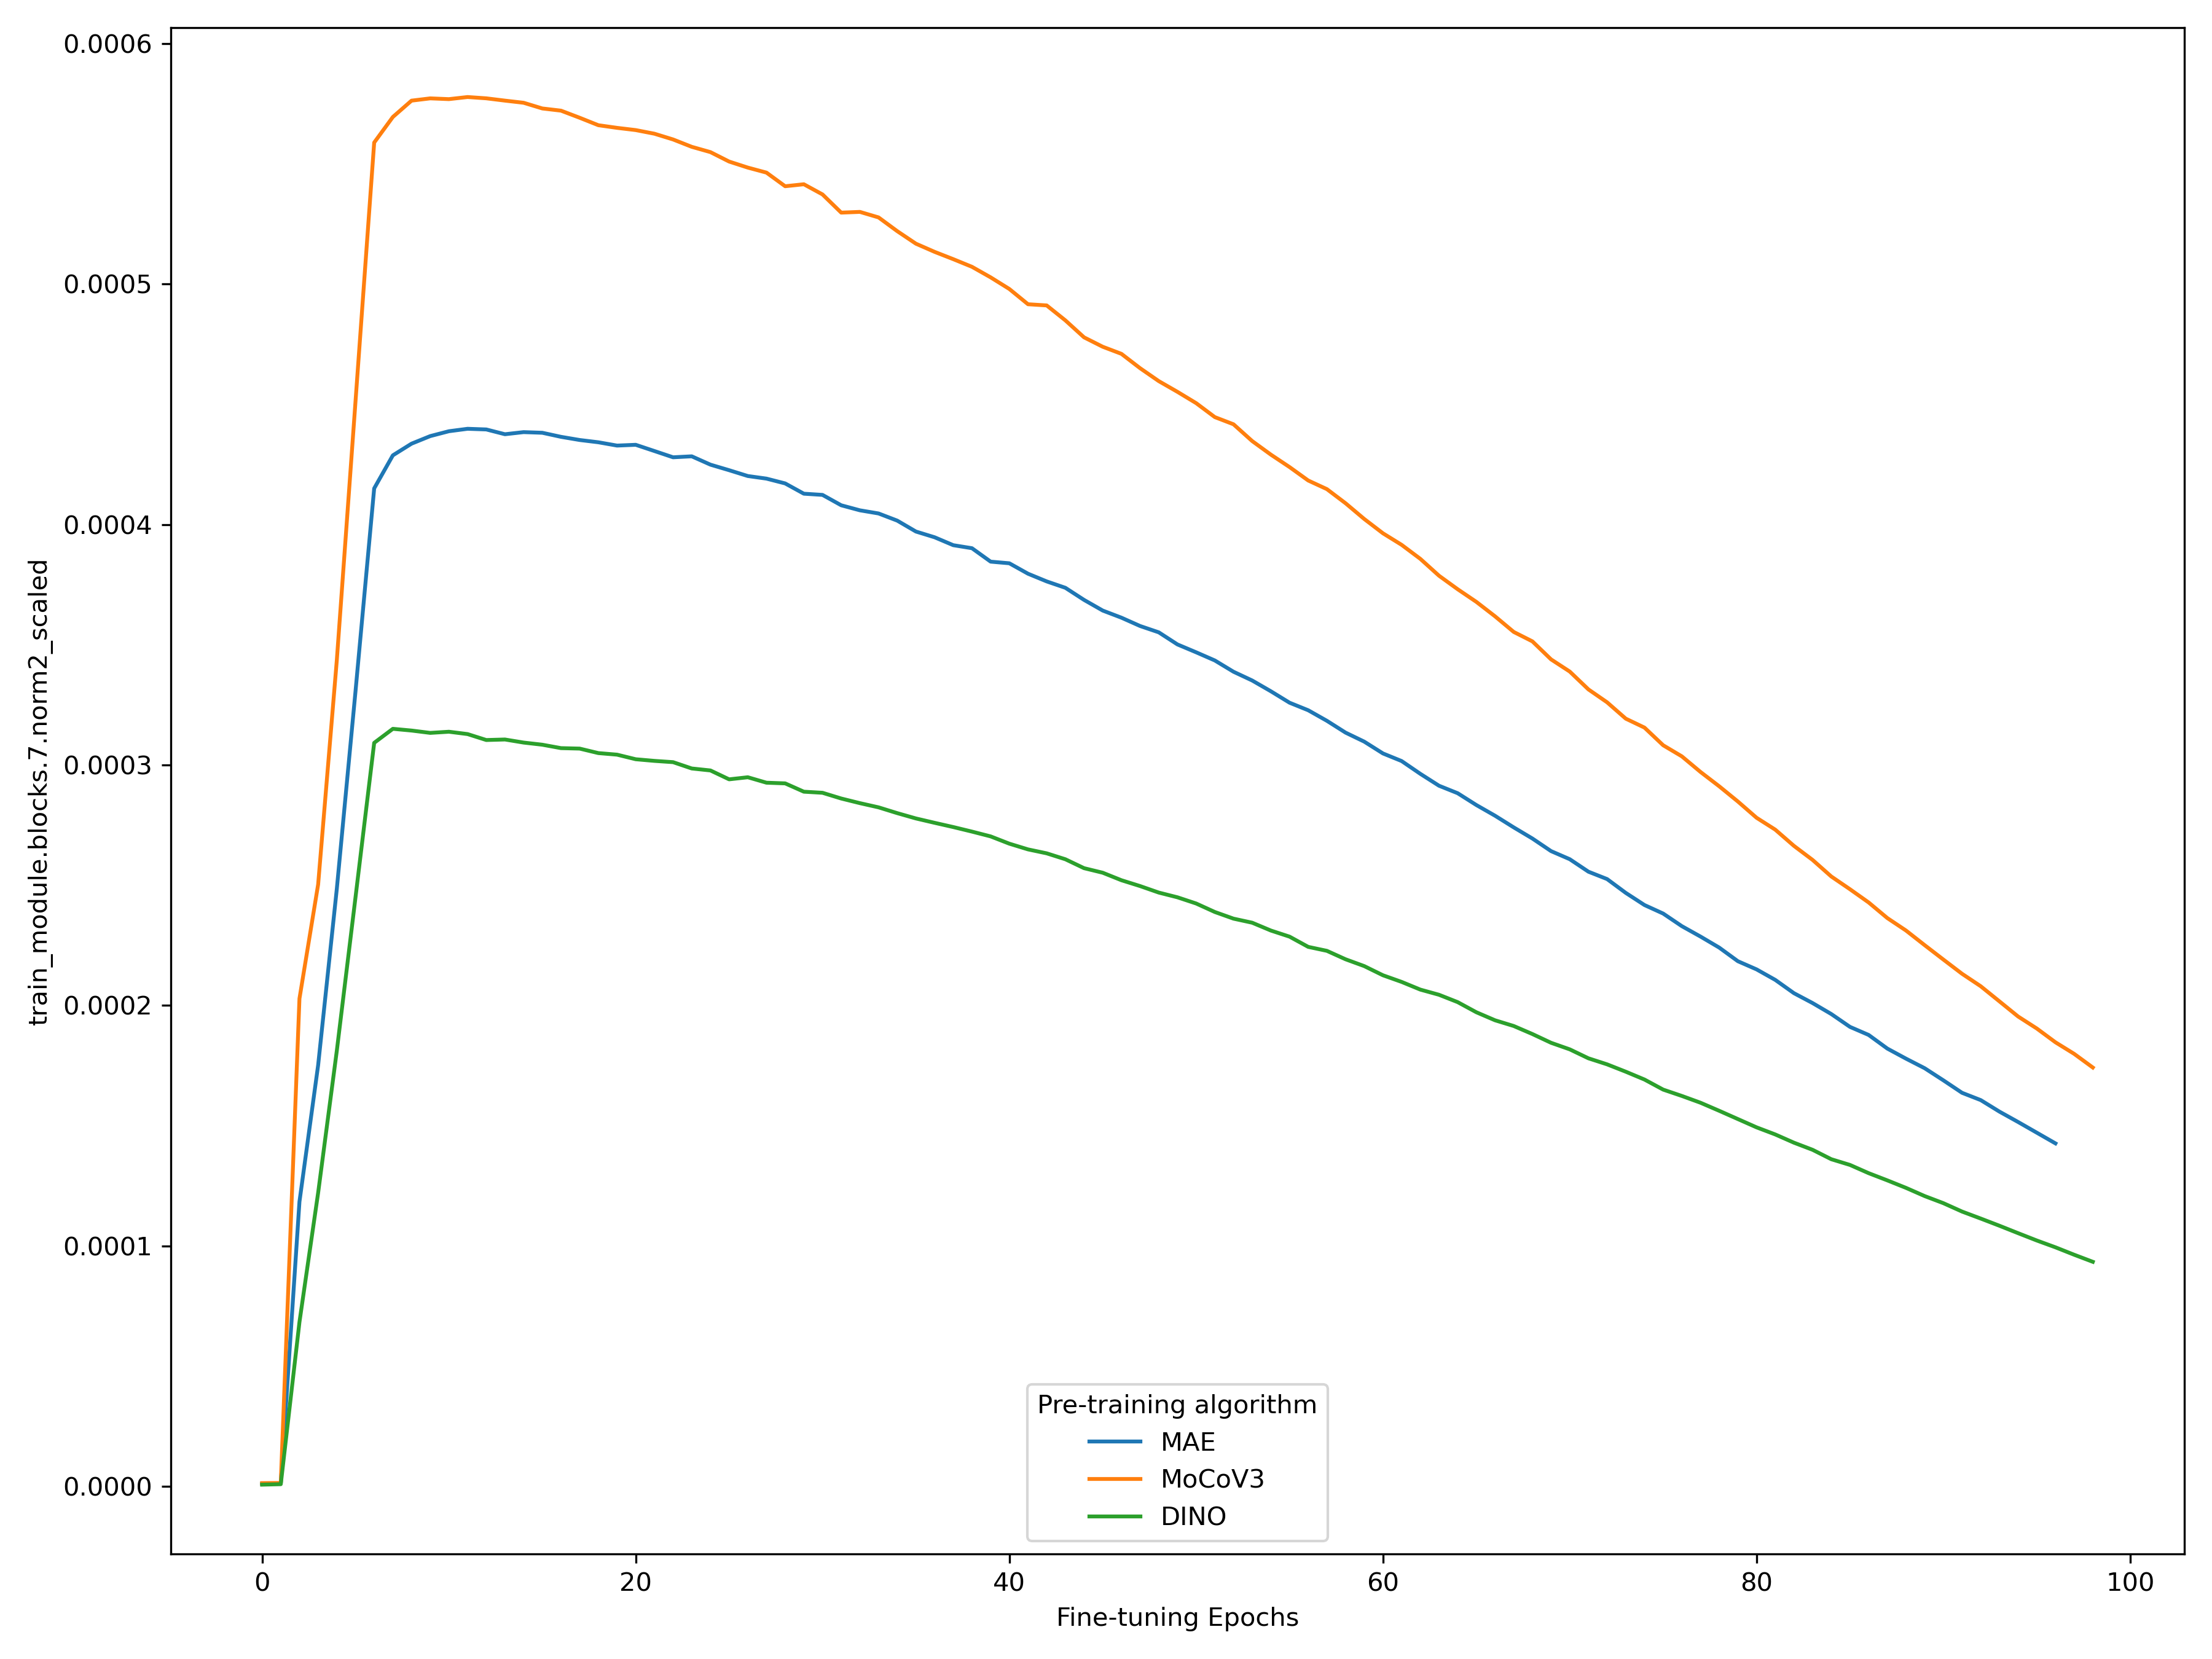 0.0006
0.0005
0.0004
0.0003
0.0002
0.0001
0.0000
train_module.blocks.7.norm2_scaled
0 20 40 60 80 100
Fine-tuning Epochs
Pre-training algorithm
MAE
MoCoV3
DINO